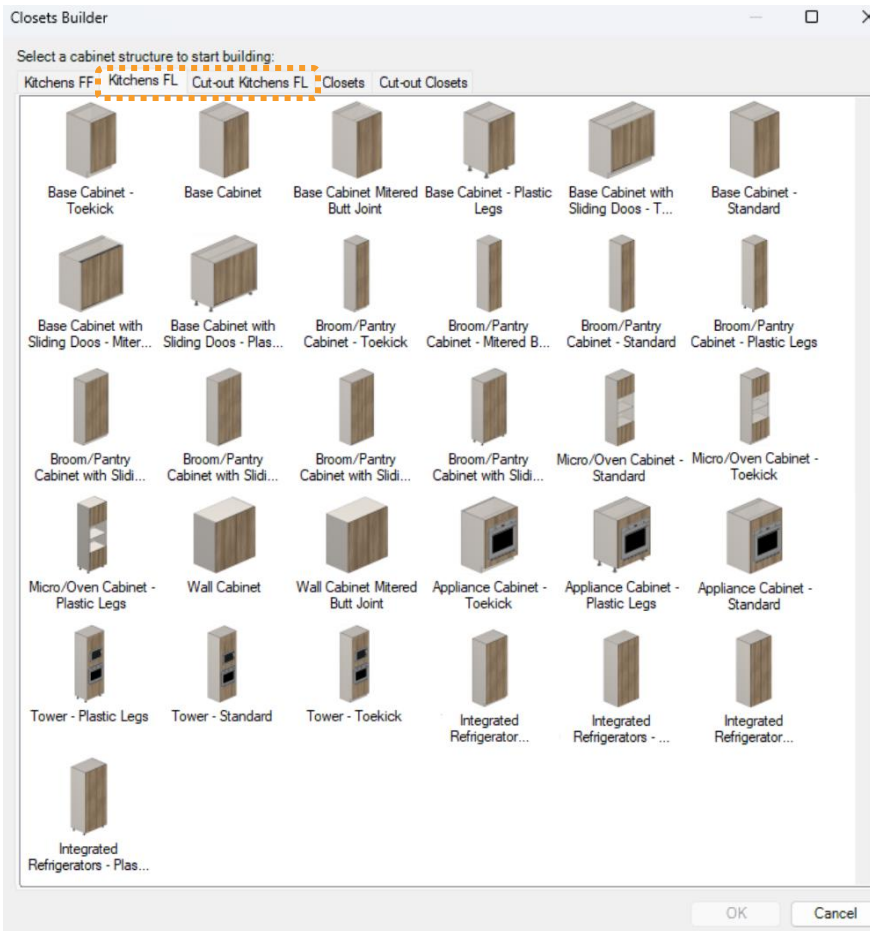 Closets Builder
Select a cabinet structure to start building:
Kitchens FF Kitchens FL Cut-out Kitchens FL Closets Cut-out Closets
Base Cabinet -
Toekick
Base Cabinet
Base Cabinet Mitered
Butt Joint
Base Cabinet - Plastic
Legs
Base Cabinet with
Sliding Doos - T...
Base Cabinet -
Standard
Base Cabinet with
Sliding Doos - Miter...
Base Cabinet with
Sliding Doos - Plas...
Broom/Pantry
Cabinet - Toekick
Broom/Pantry
Cabinet - Mitered B...
Broom/Pantry
Cabinet - Standard
Broom/Pantry
Cabinet - Plastic Legs
Broom/Pantry
Cabinet with Slidi...
Broom/Pantry
Cabinet with Slidi...
Broom/Pantry
Cabinet with Slidi...
Broom/Pantry
Cabinet with Slidi...
Micro/Oven Cabinet -
Standard
Micro/Oven Cabinet -
Toekick
Micro/Oven Cabinet -
Plastic Legs
Wall Cabinet
Wall Cabinet Mitered
Butt Joint
Appliance Cabinet -
Toekick
Appliance Cabinet -
Plastic Legs
Appliance Cabinet -
Standard
Tower - Plastic Legs
Tower - Standard
Tower - Toekick
Integrated
Refrigerator...
Integrated
Refrigerators - ...
Integrated
Refrigerator...
Integrated
Refrigerators - Plas...
OK
Cancel